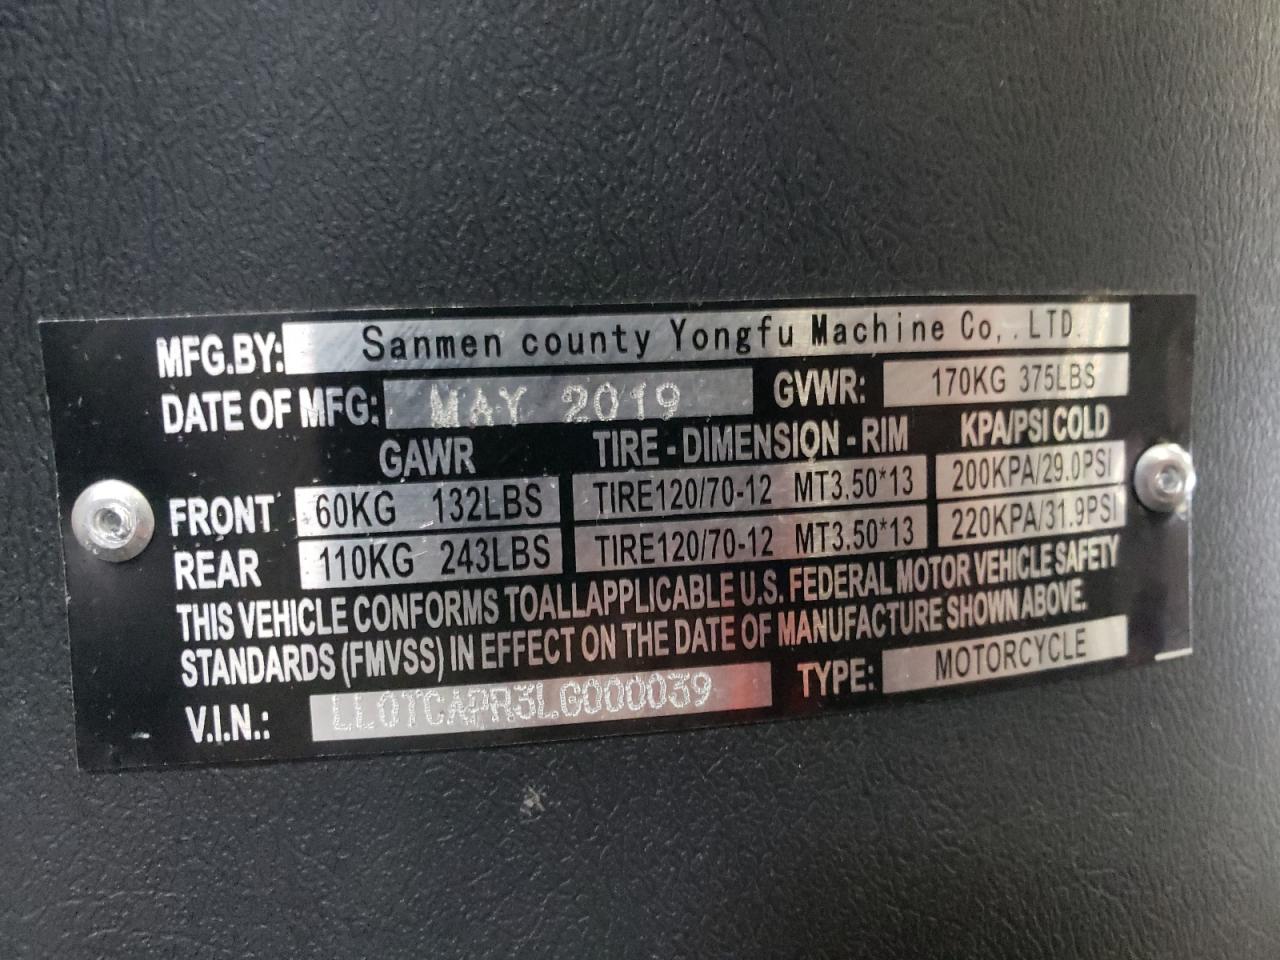 MFG.BY: Sanmen county Yongfu Machine Co,. LTD.
DATE OF MFG: MAY 2019 GVWR: 170KG 375LBS
GAWR TIRE - DIMENSION - RIM KPA/PSI COLD
FRONT 60KG 132LBS TIRE120/70-12 MT3.50*13 200KPA/29.0PSI
REAR 110KG 243LBS TIRE120/70-12 MT3.50*13 220KPA/31.9PSI
THIS VEHICLE CONFORMS TOALLAPPLICABLE U.S. FEDERAL MOTOR VEHICLE SAFETY
STANDARDS (FMVSS) IN EFFECT ON THE DATE OF MANUFACTURE SHOWN ABOVE.
V.I.N.: LL0TCAPR3LG000039 TYPE: MOTORCYCLE